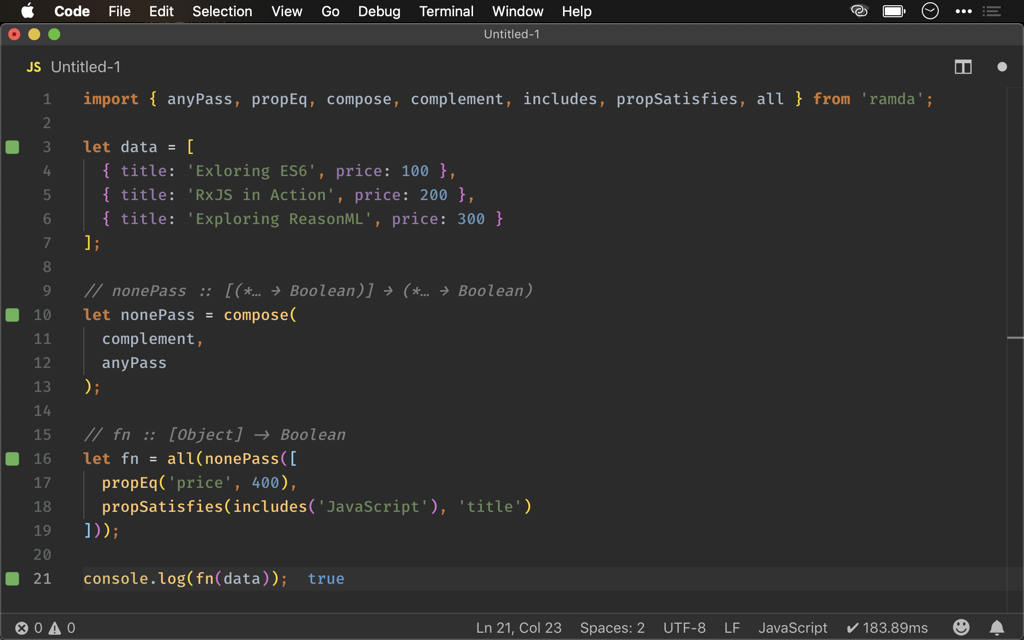 Code File Edit Selection View Go Debug Terminal Window Help
Untitled-1
JS Untitled-1
1 import { anyPass, propEq, compose, complement, includes, propSatisfies, all } from 'ramda';
2
3 let data = [
4 { title: 'Exloring ES6', price: 100 },
5 { title: 'RxJS in Action', price: 200 },
6 { title: 'Exploring ReasonML', price: 300 }
7 ];
8
9 // nonePass :: [(*… → Boolean)] → (*… → Boolean)
10 let nonePass = compose(
11 complement,
12 anyPass
13 );
14
15 // fn :: [Object] → Boolean
16 let fn = all(nonePass([
17 propEq('price', 400),
18 propSatisfies(includes('JavaScript'), 'title')
19 ]));
20
21 console.log(fn(data)); true
0 0 Ln 21, Col 23 Spaces: 2 UTF-8 LF JavaScript ✔ 183.89ms